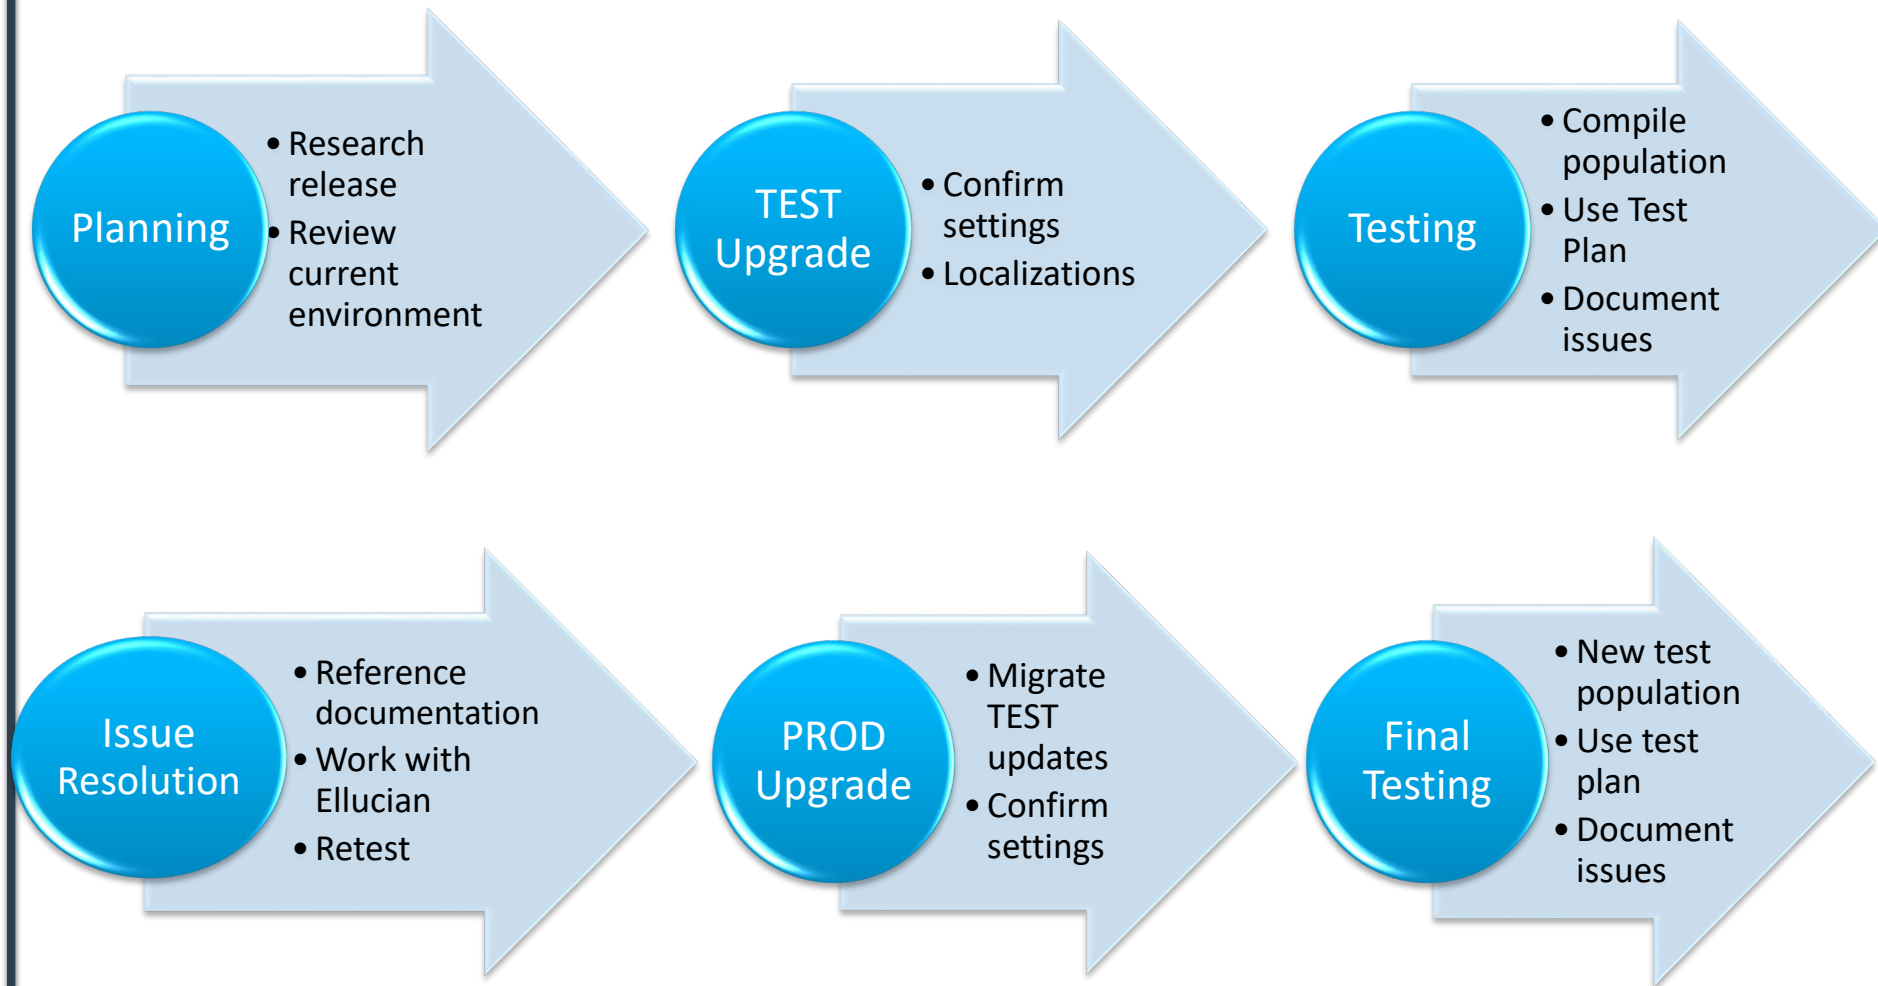 Planning
• Research
release
• Review
current
environment
TEST
Upgrade
• Confirm
settings
• Localizations
Testing
• Compile
population
• Use Test
Plan
• Document
issues
Issue
Resolution
• Reference
documentation
• Work with
Ellucian
• Retest
PROD
Upgrade
• Migrate
TEST
updates
• Confirm
settings
Final
Testing
• New test
population
• Use test
plan
• Document
issues